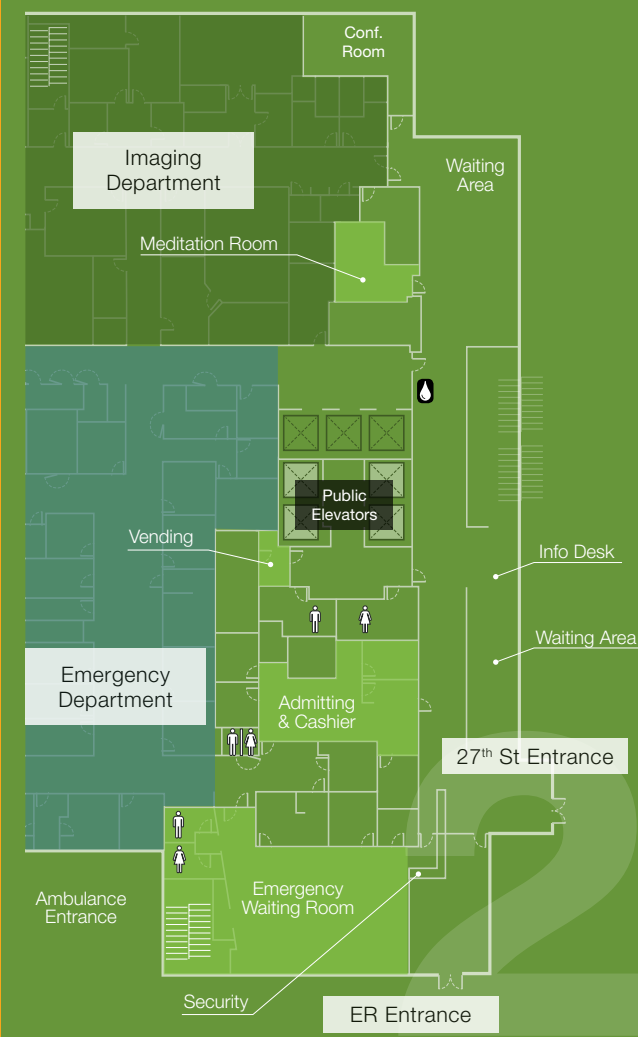 Conf.
Room
Imaging
Department
Waiting
Area
Meditation Room
Public
Elevators
Vending
Info Desk
Waiting Area
Emergency
Department
Admitting
& Cashier
27th St Entrance
2
Emergency
Waiting Room
Ambulance
Entrance
Security
ER Entrance